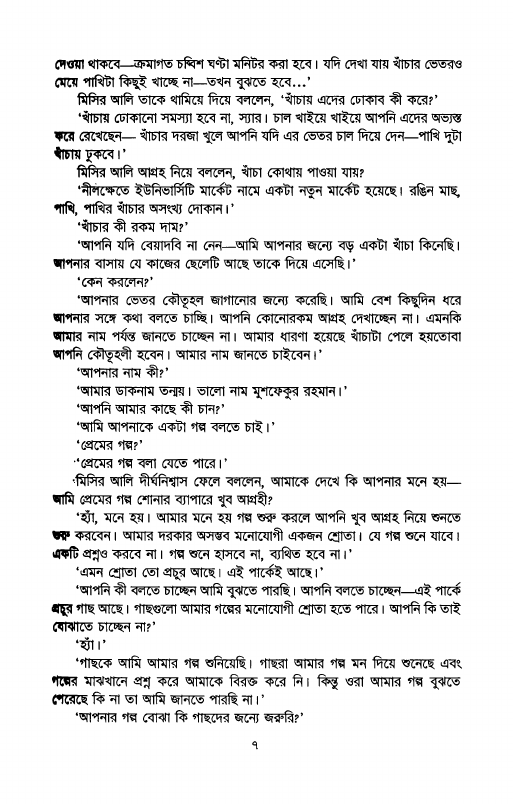 দেওয়া থাকবে—ক্রমাগত চব্বিশ ঘণ্টা মনিটর করা হবে। যদি দেখা যায় খাঁচার ভেতরও
মেয়ে পাখিটা কিছুই খাচ্ছে না—তখন বুঝতে হবে...’
মিসির আলি তাকে থামিয়ে দিয়ে বললেন, ‘খাঁচায় এদের ঢোকাব কী করে?’
‘খাঁচায় ঢোকানো সমস্যা হবে না, স্যার। চাল খাইয়ে খাইয়ে আপনি এদের অভ্যস্ত
করে রেখেছেন— খাঁচার দরজা খুলে আপনি যদি এর ভেতর চাল দিয়ে দেন—পাখি দুটা
খাঁচায় ঢুকবে।’
মিসির আলি আগ্রহ নিয়ে বললেন, খাঁচা কোথায় পাওয়া যায়?
‘নীলক্ষেতে ইউনিভার্সিটি মার্কেট নামে একটা নতুন মার্কেট হয়েছে। রঙিন মাছ,
পাখি, পাখির খাঁচার অসংখ্য দোকান।’
‘খাঁচার কী রকম দাম?’
‘আপনি যদি বেয়াদবি না নেন—আমি আপনার জন্যে বড় একটা খাঁচা কিনেছি।
আপনার বাসায় যে কাজের ছেলেটি আছে তাকে দিয়ে এসেছি।’
‘কেন করলেন?’
‘আপনার ভেতর কৌতূহল জাগানোর জন্যে করেছি। আমি বেশ কিছুদিন ধরে
আপনার সঙ্গে কথা বলতে চাচ্ছি। আপনি কোনোরকম আগ্রহ দেখাচ্ছেন না। এমনকি
আমার নাম পর্যন্ত জানতে চাচ্ছেন না। আমার ধারণা হয়েছে খাঁচাটা পেলে হয়তোবা
আপনি কৌতূহলী হবেন। আমার নাম জানতে চাইবেন।’
‘আপনার নাম কী?’
‘আমার ডাকনাম তন্ময়। ভালো নাম মুশফেকুর রহমান।’
‘আপনি আমার কাছে কী চান?’
‘আমি আপনাকে একটা গল্প বলতে চাই।’
‘প্রেমের গল্প?’
‘প্রেমের গল্প বলা যেতে পারে।’
মিসির আলি দীর্ঘনিশ্বাস ফেলে বললেন, আমাকে দেখে কি আপনার মনে হয়—
আমি প্রেমের গল্প শোনার ব্যাপারে খুব আগ্রহী?
‘হ্যাঁ, মনে হয়। আমার মনে হয় গল্প শুরু করলে আপনি খুব আগ্রহ নিয়ে শুনতে
শুরু করবেন। আমার দরকার অসম্ভব মনোযোগী একজন শ্রোতা। যে গল্প শুনে যাবে।
একটি প্রশ্নও করবে না। গল্প শুনে হাসবে না, ব্যথিত হবে না।’
‘এমন শ্রোতা তো প্রচুর আছে। এই পার্কেই আছে।’
‘আপনি কী বলতে চাচ্ছেন আমি বুঝতে পারছি। আপনি বলতে চাচ্ছেন—এই পার্কে
প্রচুর গাছ আছে। গাছগুলো আমার গল্পের মনোযোগী শ্রোতা হতে পারে। আপনি কি তাই
বোঝাতে চাচ্ছেন না?’
‘হ্যাঁ।’
‘গাছকে আমি আমার গল্প শুনিয়েছি। গাছরা আমার গল্প মন দিয়ে শুনেছে এবং
গল্পের মাঝখানে প্রশ্ন করে আমাকে বিরক্ত করে নি। কিন্তু ওরা আমার গল্প বুঝতে
পেরেছে কি না তা আমি জানতে পারছি না।’
‘আপনার গল্প বোঝা কি গাছদের জন্যে জরুরি?’
৭